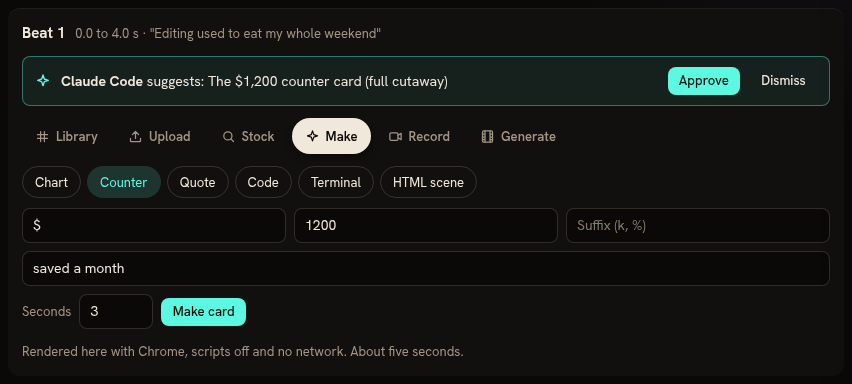 Beat 1 0.0 to 4.0 s · "Editing used to eat my whole weekend"
Claude Code suggests: The $1,200 counter card (full cutaway) Approve Dismiss
Library Upload Stock Make Record Generate
Chart Counter Quote Code Terminal HTML scene
$ 1200 Suffix (k, %)
saved a month
Seconds 3 Make card
Rendered here with Chrome, scripts off and no network. About five seconds.